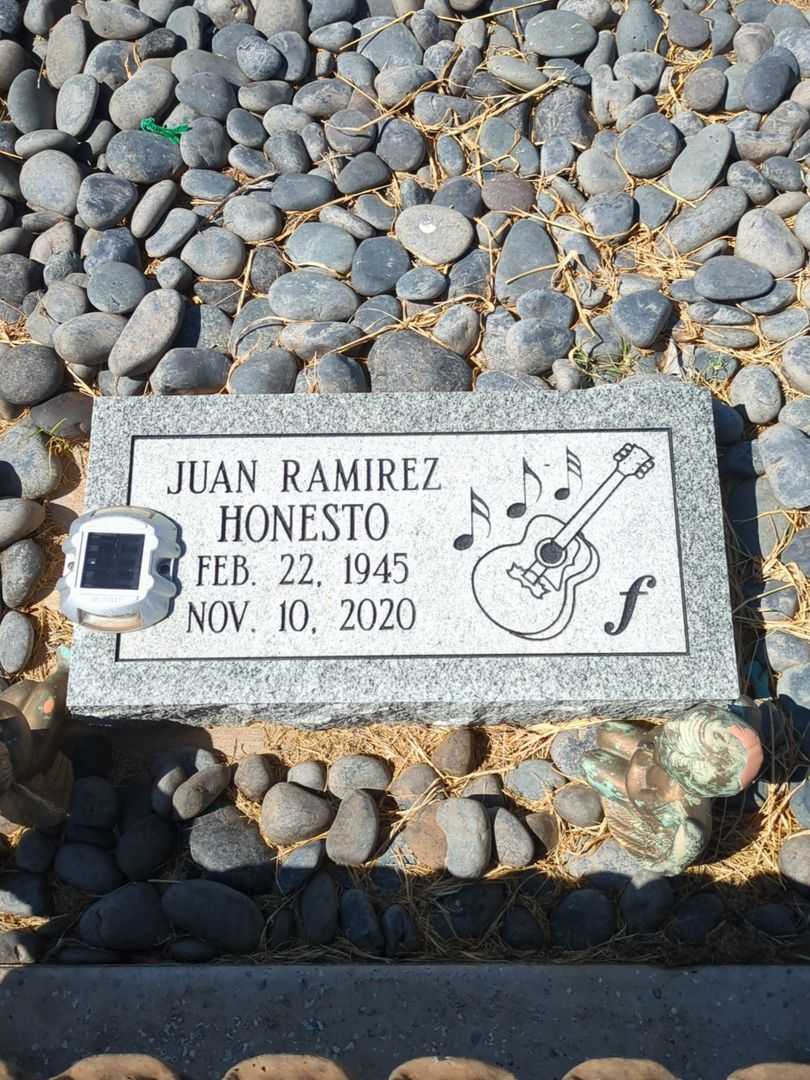 JUAN RAMIREZ
HONESTO
FEB. 22, 1945
NOV. 10, 2020
f